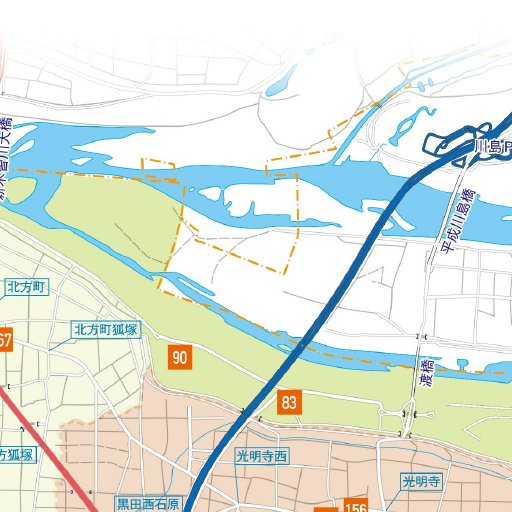 新木曽川大橋
川島P
平成川島橋
北方町
北方町狐塚
67
90
渡橋
83
方狐塚
光明寺西
光明寺
黒田西石原
156